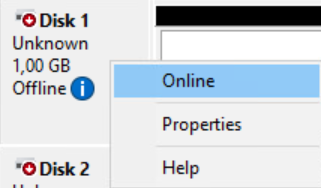 Disk 1
Unknown
1,00 GB
Offline
Online
Properties
Help
Disk 2